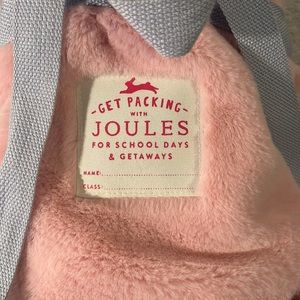 GET PACKING
WITH
JOULES
FOR SCHOOL DAYS
& GETAWAYS
NAME:
CLASS: